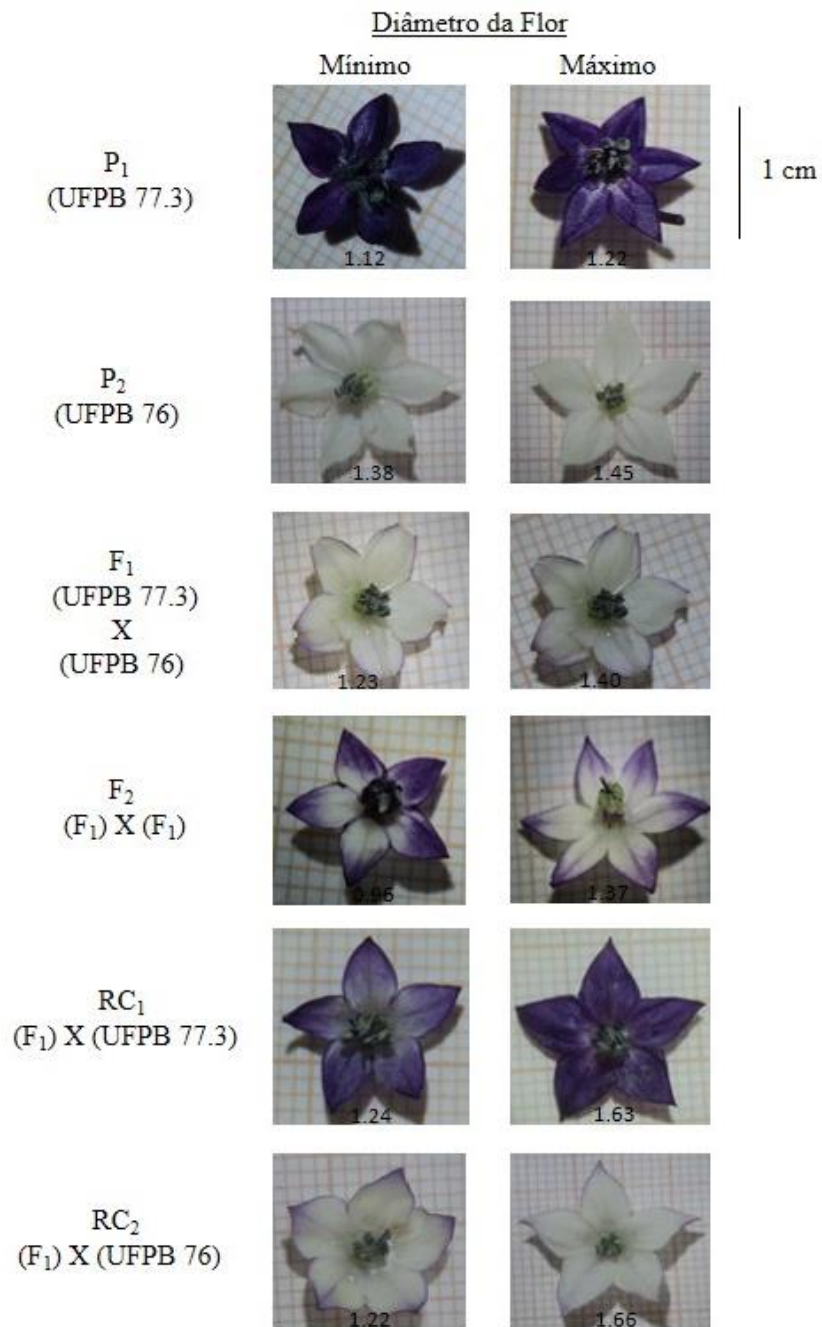 Diâmetro da Flor
Mínimo Máximo
P₁
(UFPB 77.3)
1.12 1.22
1 cm
P₂
(UFPB 76)
1.38 1.45
F₁
(UFPB 77.3)
X
(UFPB 76)
1.23 1.40
F₂
(F₁) X (F₁)
0.96 1.37
RC₁
(F₁) X (UFPB 77.3)
1.24 1.63
RC₂
(F₁) X (UFPB 76)
1.22 1.66